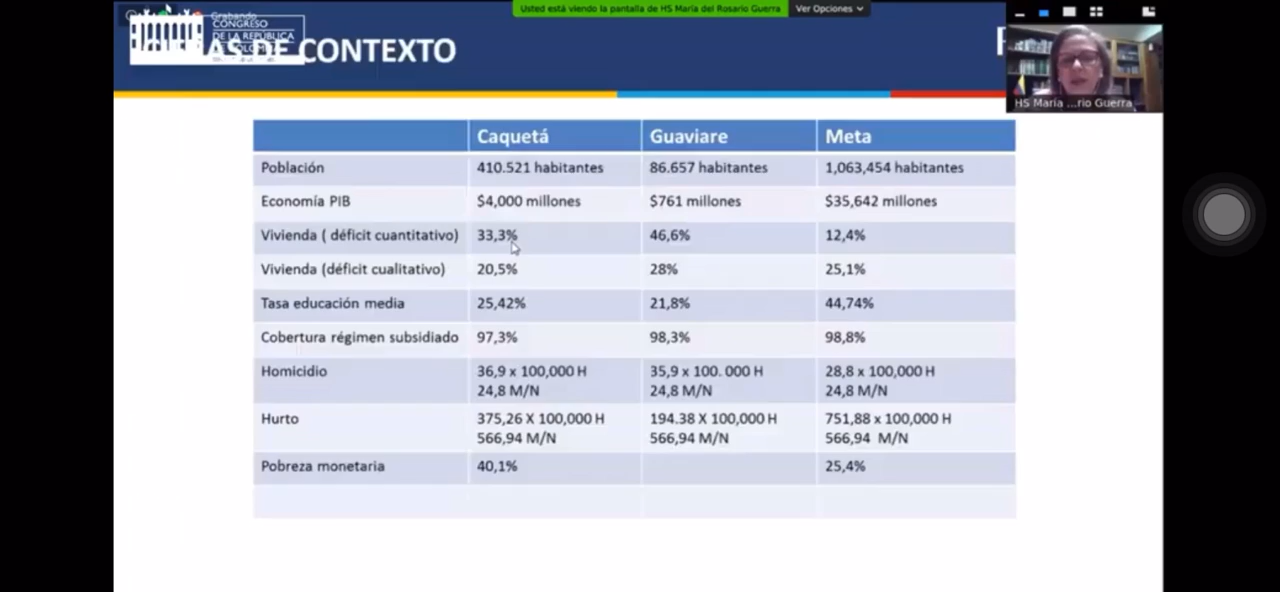 Grabando
Usted está viendo la pantalla de HS María del Rosario Guerra
Ver Opciones
CONGRESO
DE LA REPÚBLICA
DE COLOMBIA
AS DE CONTEXTO
HS María ...rio Guerra
Caquetá Guaviare Meta
Población 410.521 habitantes 86.657 habitantes 1,063,454 habitantes
Economía PIB $4,000 millones $761 millones $35,642 millones
Vivienda ( déficit cuantitativo) 33,3% 46,6% 12,4%
Vivienda (déficit cualitativo) 20,5% 28% 25,1%
Tasa educación media 25,42% 21,8% 44,74%
Cobertura régimen subsidiado 97,3% 98,3% 98,8%
Homicidio 36,9 x 100,000 H 35,9 x 100. 000 H 28,8 x 100,000 H
24,8 M/N 24,8 M/N 24,8 M/N
Hurto 375,26 X 100,000 H 194.38 X 100,000 H 751,88 x 100,000 H
566,94 M/N 566,94 M/N 566,94 M/N
Pobreza monetaria 40,1% 25,4%